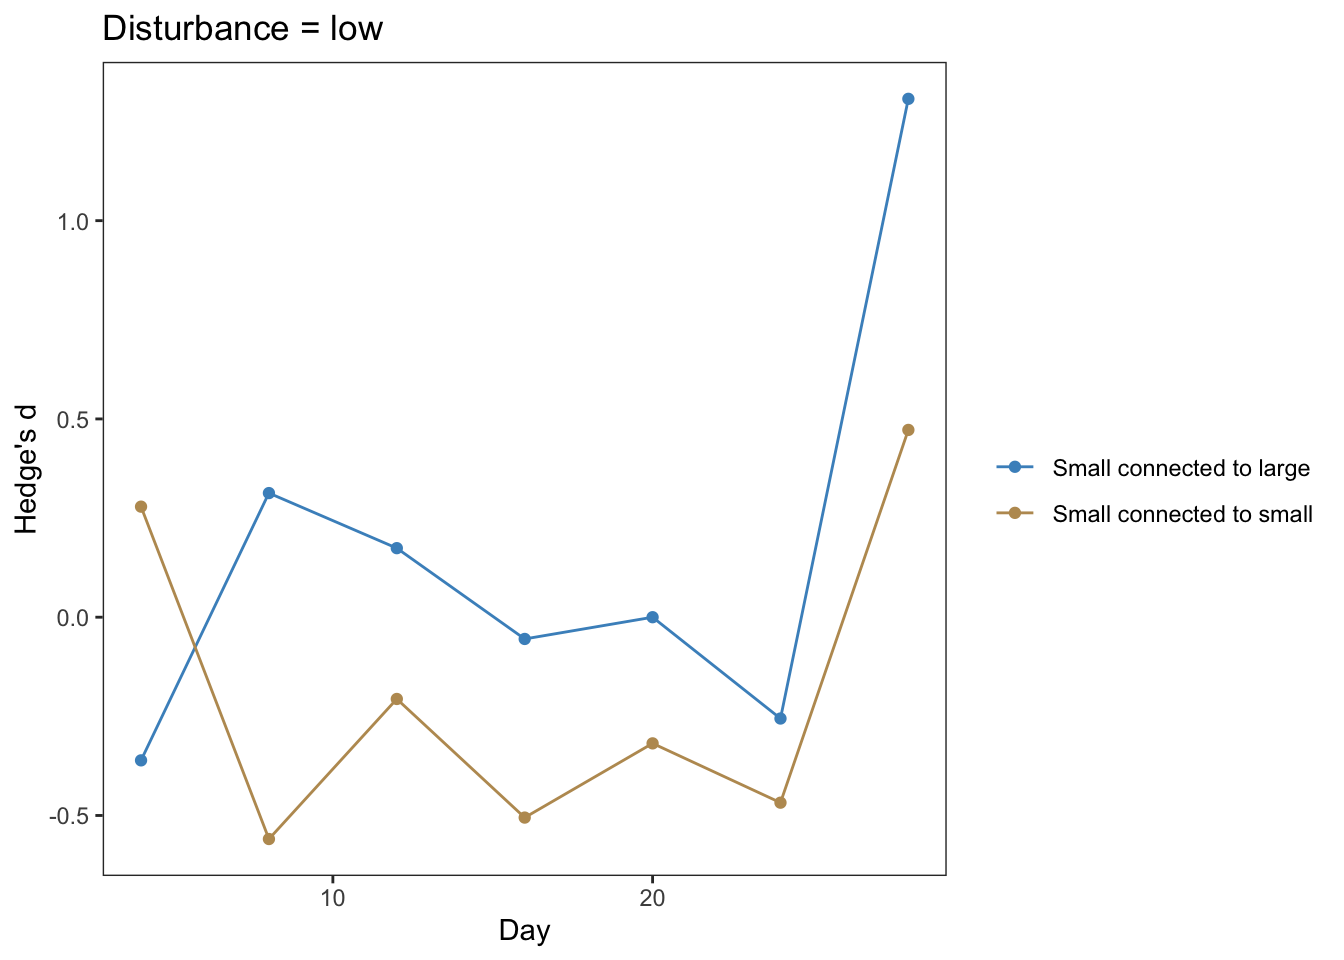 Disturbance = low
Hedge's d
1.0
0.5
0.0
-0.5
10
20
Day
Small connected to large
Small connected to small